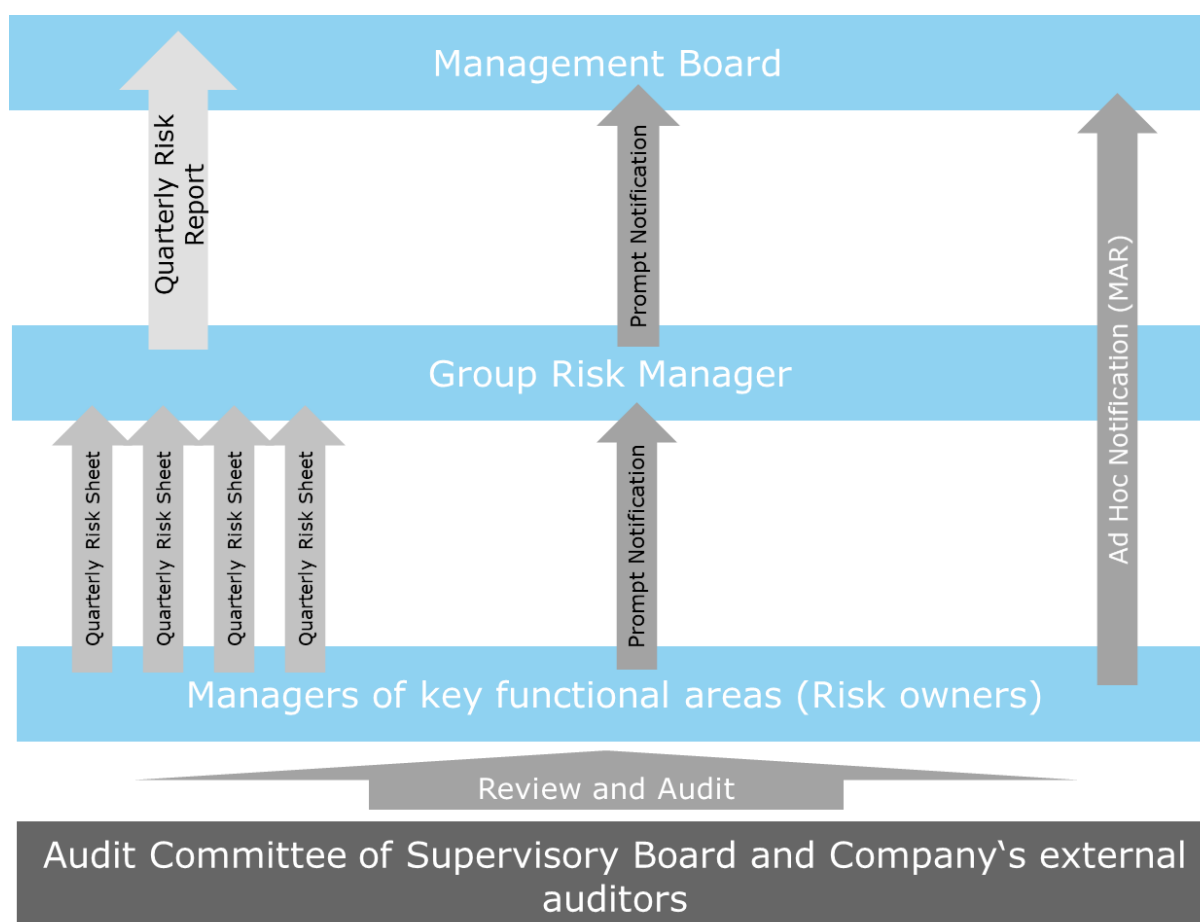 Management Board
Quarterly Risk
Report
Prompt Notification
Ad Hoc Notification (MAR)
Group Risk Manager
Quarterly Risk Sheet
Quarterly Risk Sheet
Quarterly Risk Sheet
Quarterly Risk Sheet
Prompt Notification
Managers of key functional areas (Risk owners)
Review and Audit
Audit Committee of Supervisory Board and Company‘s external
auditors